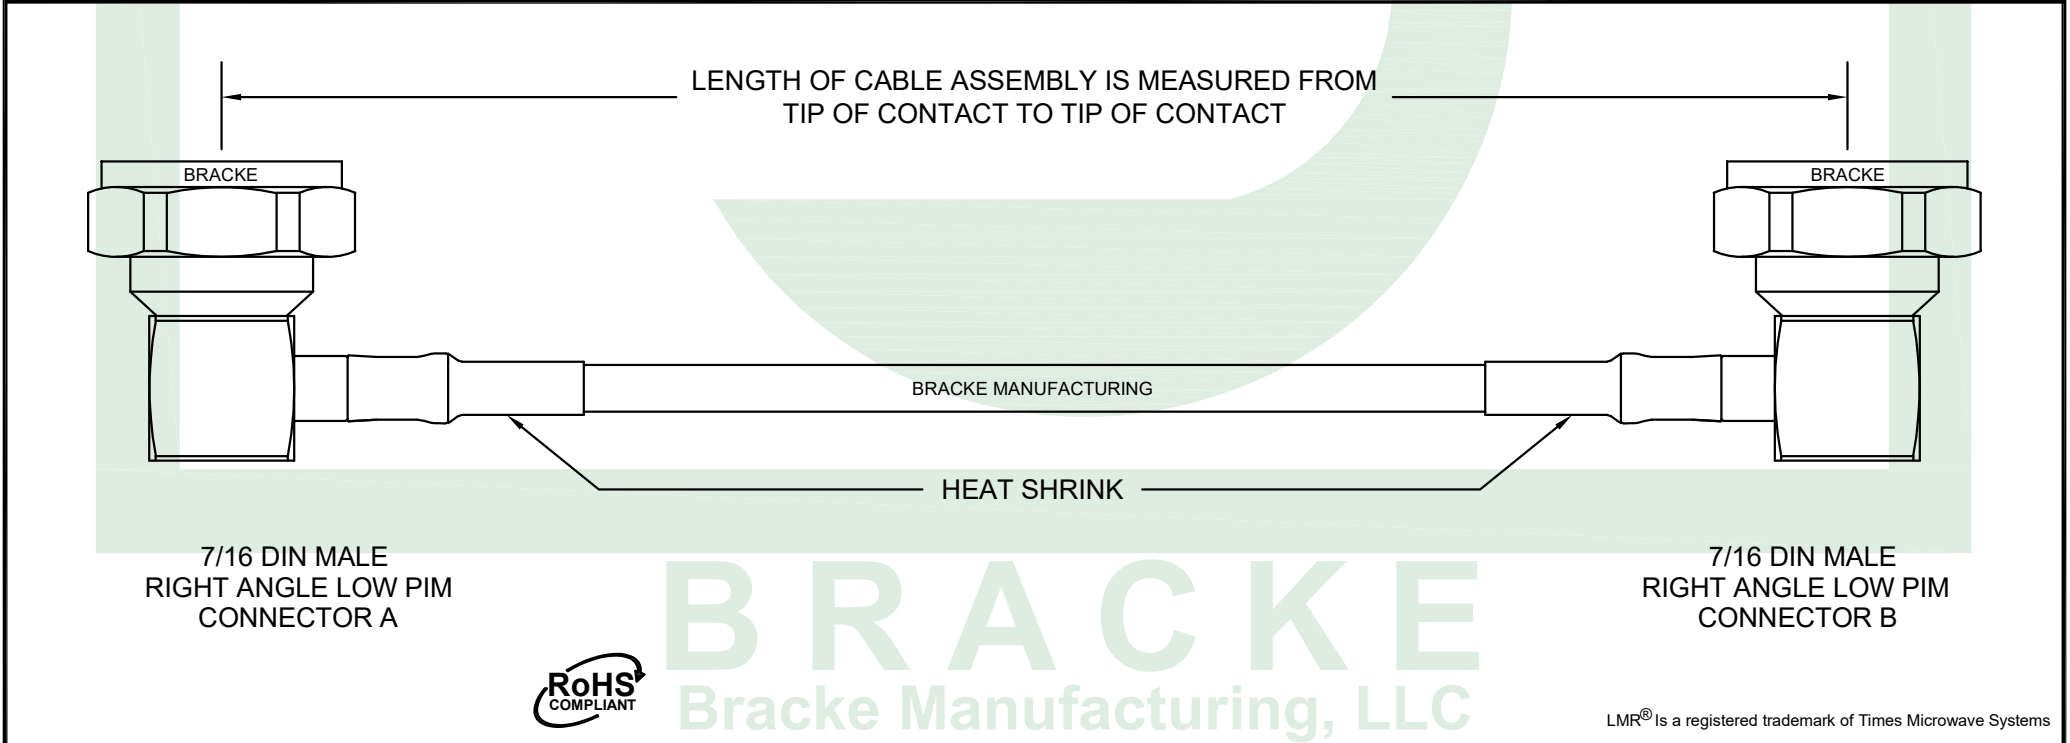 LENGTH OF CABLE ASSEMBLY IS MEASURED FROM
TIP OF CONTACT TO TIP OF CONTACT
BRACKE
BRACKE
BRACKE MANUFACTURING
HEAT SHRINK
7/16 DIN MALE
RIGHT ANGLE LOW PIM
CONNECTOR A
7/16 DIN MALE
RIGHT ANGLE LOW PIM
CONNECTOR B
BRACKE
Bracke Manufacturing, LLC
RoHS
COMPLIANT
LMR® Is a registered trademark of Times Microwave Systems